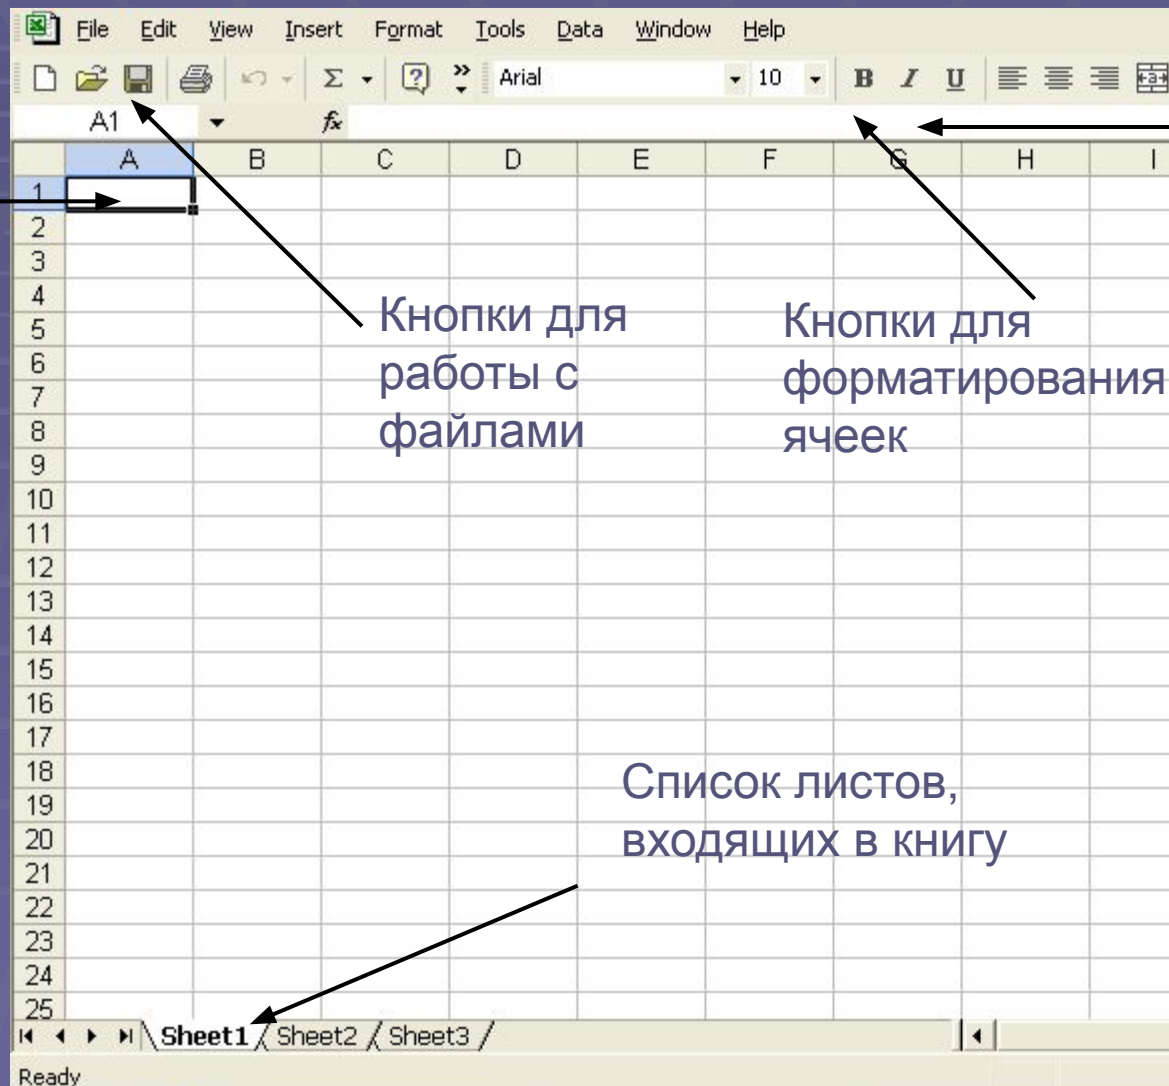 File Edit View Insert Format Tools Data Window Help
Σ ? » Arial 10 B I U a
A1 fx
A B C D E F G H I
1
2
3
4
5
6
7
8
9
10
11
12
13
14
15
16
17
18
19
20
21
22
23
24
25
Кнопки для
работы с
файлами
Кнопки для
форматирования
ячеек
Список листов,
входящих в книгу
Sheet1 Sheet2 Sheet3
Ready